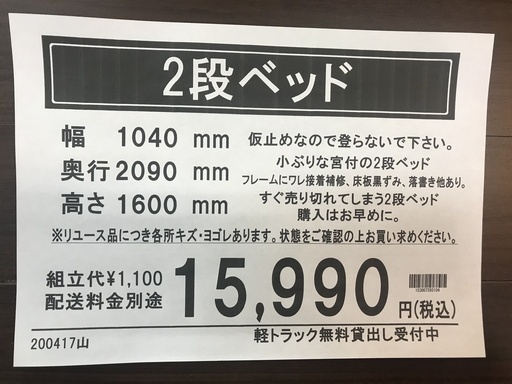 2段ベッド
幅 1040 mm 仮止めなので登らないで下さい。
奥行 2090 mm 小ぶりな宮付の2段ベッド
フレームにワレ接着補修、床板黒ずみ、落書き他あり。
高さ 1600 mm すぐ売り切れてしまう2段ベッド
購入はお早めに。
※リユース品につき各所キズ・ヨゴレあります。状態をご確認の上お買い求めください。
組立代¥1,100
配送料金別途
15,990 円(税込)
200417山
軽トラック無料貸出し受付中